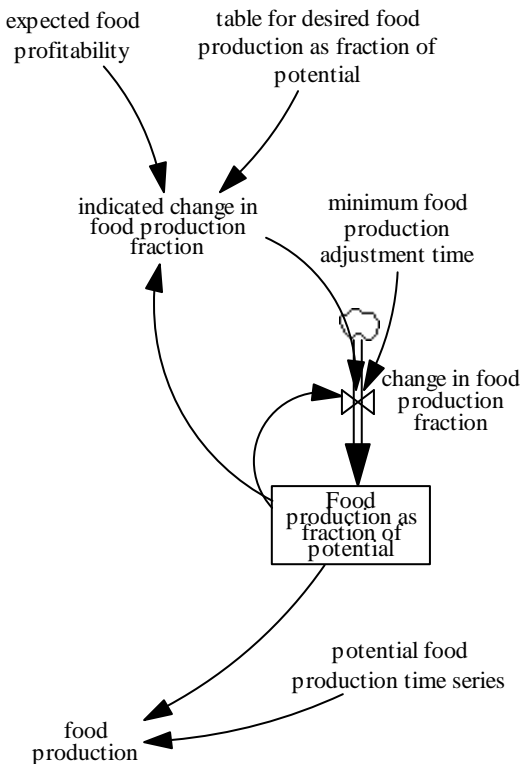 expected food
profitability
table for desired food
production as fraction of
potential
indicated change in
food production
fraction
minimum food
production
adjustment time
change in food
production
fraction
Food
production as
fraction of
potential
potential food
production time series
food
production